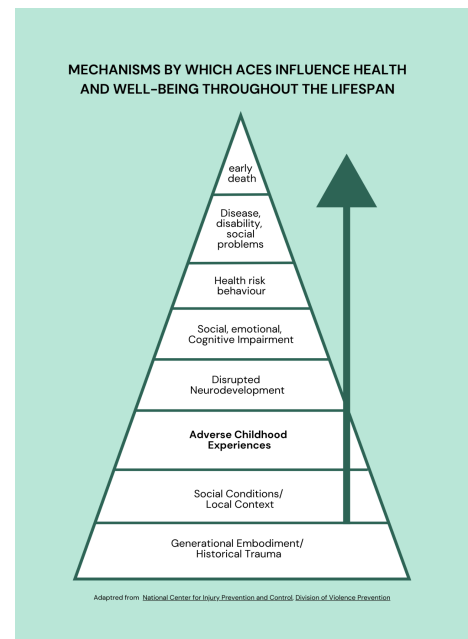 MECHANISMS BY WHICH ACES INFLUENCE HEALTH
AND WELL-BEING THROUGHOUT THE LIFESPAN
early
death
Disease,
disability,
social
problems
Health risk
behaviour
Social, emotional,
Cognitive Impairment
Disrupted
Neurodevelopment
Adverse Childhood
Experiences
Social Conditions/
Local Context
Generational Embodiment/
Historical Trauma
Adaptred from National Center for Injury Prevention and Control, Division of Violence Prevention